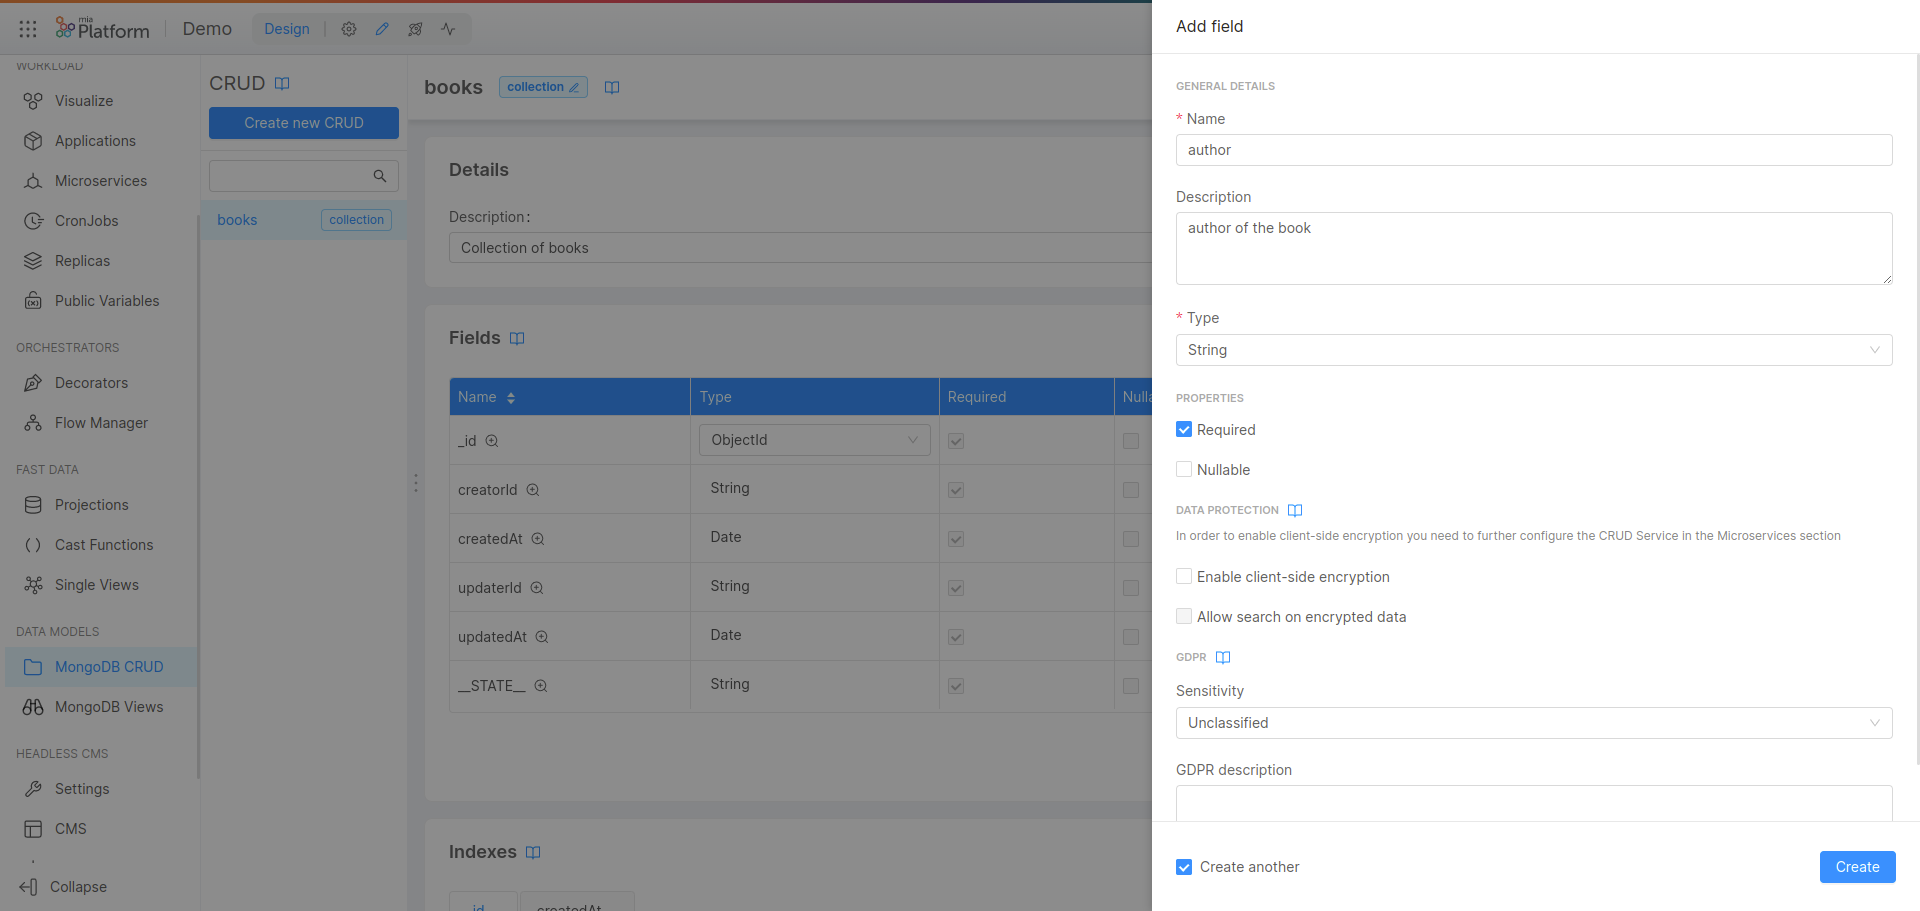 mia
Platform
Demo
Design
WORKLOAD
Visualize
Applications
Microservices
CronJobs
Replicas
Public Variables
ORCHESTRATORS
Decorators
Flow Manager
FAST DATA
Projections
Cast Functions
Single Views
DATA MODELS
MongoDB CRUD
MongoDB Views
HEADLESS CMS
Settings
CMS
Collapse
CRUD
Create new CRUD
books collection
books collection
Details
Description:
Collection of books
Fields
Name Type Required Nulla
_id ObjectId
creatorId String
createdAt Date
updaterId String
updatedAt Date
__STATE__ String
Indexes
_id createdAt
Add field
GENERAL DETAILS
* Name
author
Description
author of the book
* Type
String
PROPERTIES
Required
Nullable
DATA PROTECTION
In order to enable client-side encryption you need to further configure the CRUD Service in the Microservices section
Enable client-side encryption
Allow search on encrypted data
GDPR
Sensitivity
Unclassified
GDPR description
Create another
Create